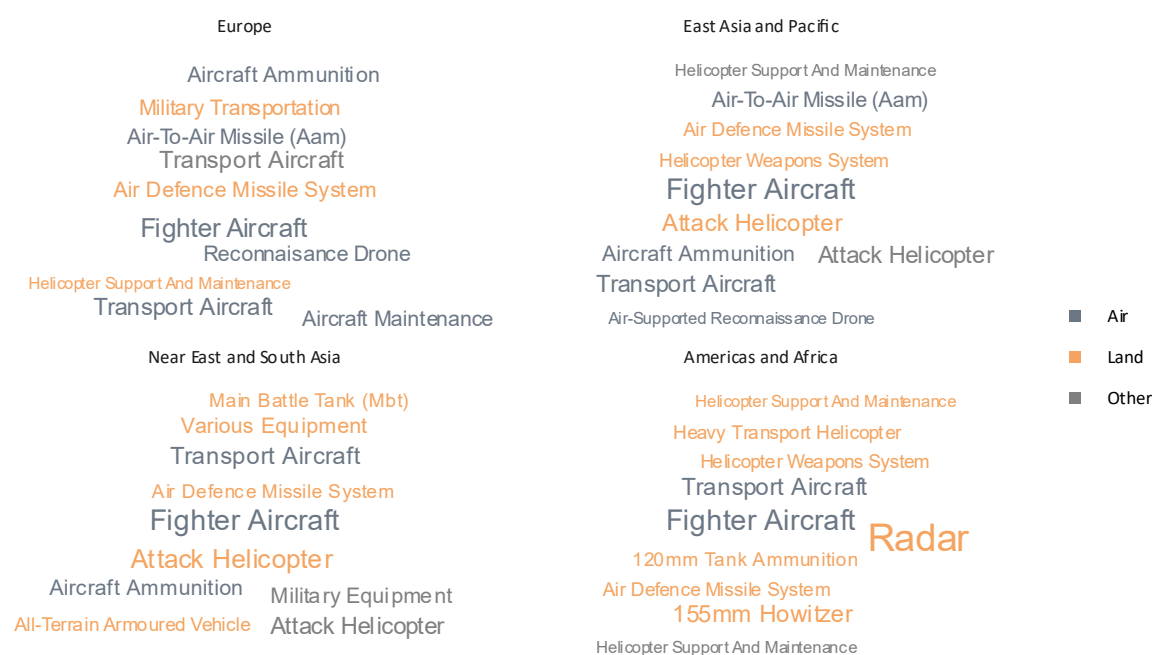 Europe
Aircraft Ammunition
Military Transportation
Air-To-Air Missile (Aam)
Transport Aircraft
Air Defence Missile System
Fighter Aircraft
Reconnaisance Drone
Helicopter Support And Maintenance
Transport Aircraft
Aircraft Maintenance
East Asia and Pacific
Helicopter Support And Maintenance
Air-To-Air Missile (Aam)
Air Defence Missile System
Helicopter Weapons System
Fighter Aircraft
Attack Helicopter
Aircraft Ammunition
Attack Helicopter
Transport Aircraft
Air-Supported Reconnaissance Drone
Near East and South Asia
Main Battle Tank (Mbt)
Various Equipment
Transport Aircraft
Air Defence Missile System
Fighter Aircraft
Attack Helicopter
Aircraft Ammunition
Military Equipment
All-Terrain Armoured Vehicle
Attack Helicopter
Americas and Africa
Helicopter Support And Maintenance
Heavy Transport Helicopter
Helicopter Weapons System
Transport Aircraft
Fighter Aircraft
Radar
120mm Tank Ammunition
Air Defence Missile System
155mm Howitzer
Helicopter Support And Maintenance
Air
Land
Other